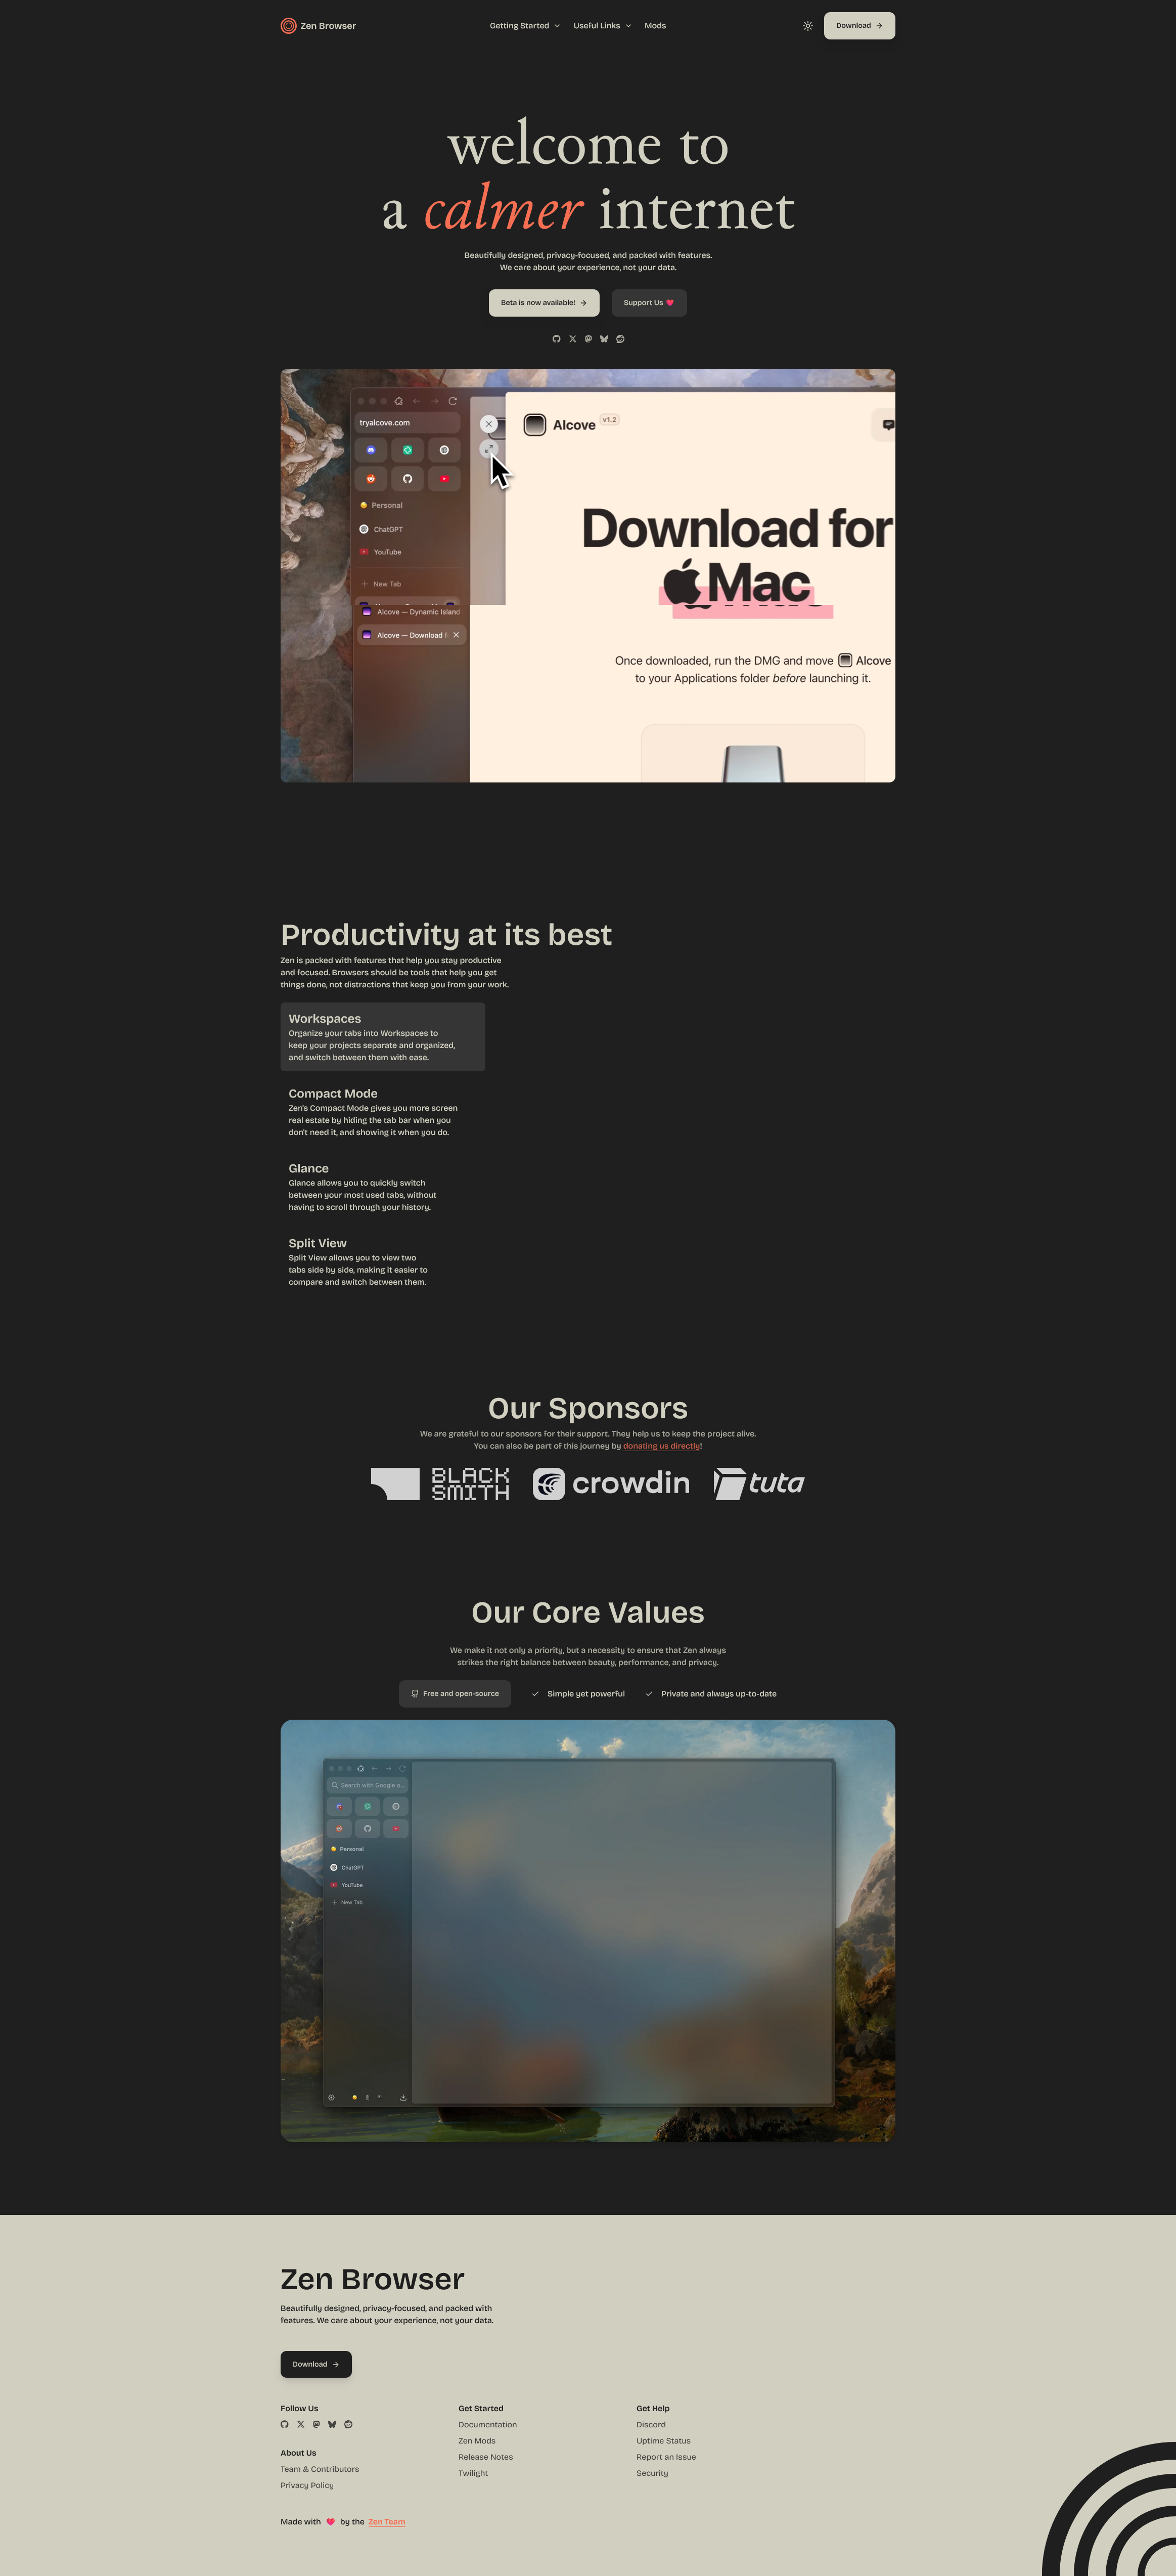 Zen Browser
Getting Started
Useful Links
Mods
Download
welcome to
a calmer internet
Beautifully designed, privacy-focused, and packed with features.
We care about your experience, not your data.
Beta is now available!
Support Us
tryalcove.com
Personal
ChatGPT
YouTube
New Tab
Alcove — Dynamic Island
Alcove — Download
Alcove v1.2
Download for
Mac
Once downloaded, run the DMG and move Alcove
to your Applications folder before launching it.
Productivity at its best
Zen is packed with features that help you stay productive
and focused. Browsers should be tools that help you get
things done, not distractions that keep you from your work.
Workspaces
Organize your tabs into Workspaces to
keep your projects separate and organized,
and switch between them with ease.
Compact Mode
Zen's Compact Mode gives you more screen
real estate by hiding the tab bar when you
don't need it, and showing it when you do.
Glance
Glance allows you to quickly switch
between your most used tabs, without
having to scroll through your history.
Split View
Split View allows you to view two
tabs side by side, making it easier to
compare and switch between them.
Our Sponsors
We are grateful to our sponsors for their support. They help us to keep the project alive.
You can also be part of this journey by donating us directly!
BLACK
SMITH
crowdin
tuta
Our Core Values
We make it not only a priority, but a necessity to ensure that Zen always
strikes the right balance between beauty, performance, and privacy.
Free and open-source
Simple yet powerful
Private and always up-to-date
Search with Google o...
Personal
ChatGPT
YouTube
New Tab
Zen Browser
Beautifully designed, privacy-focused, and packed with
features. We care about your experience, not your data.
Download
Follow Us
About Us
Team & Contributors
Privacy Policy
Get Started
Documentation
Zen Mods
Release Notes
Twilight
Get Help
Discord
Uptime Status
Report an Issue
Security
Made with by the Zen Team